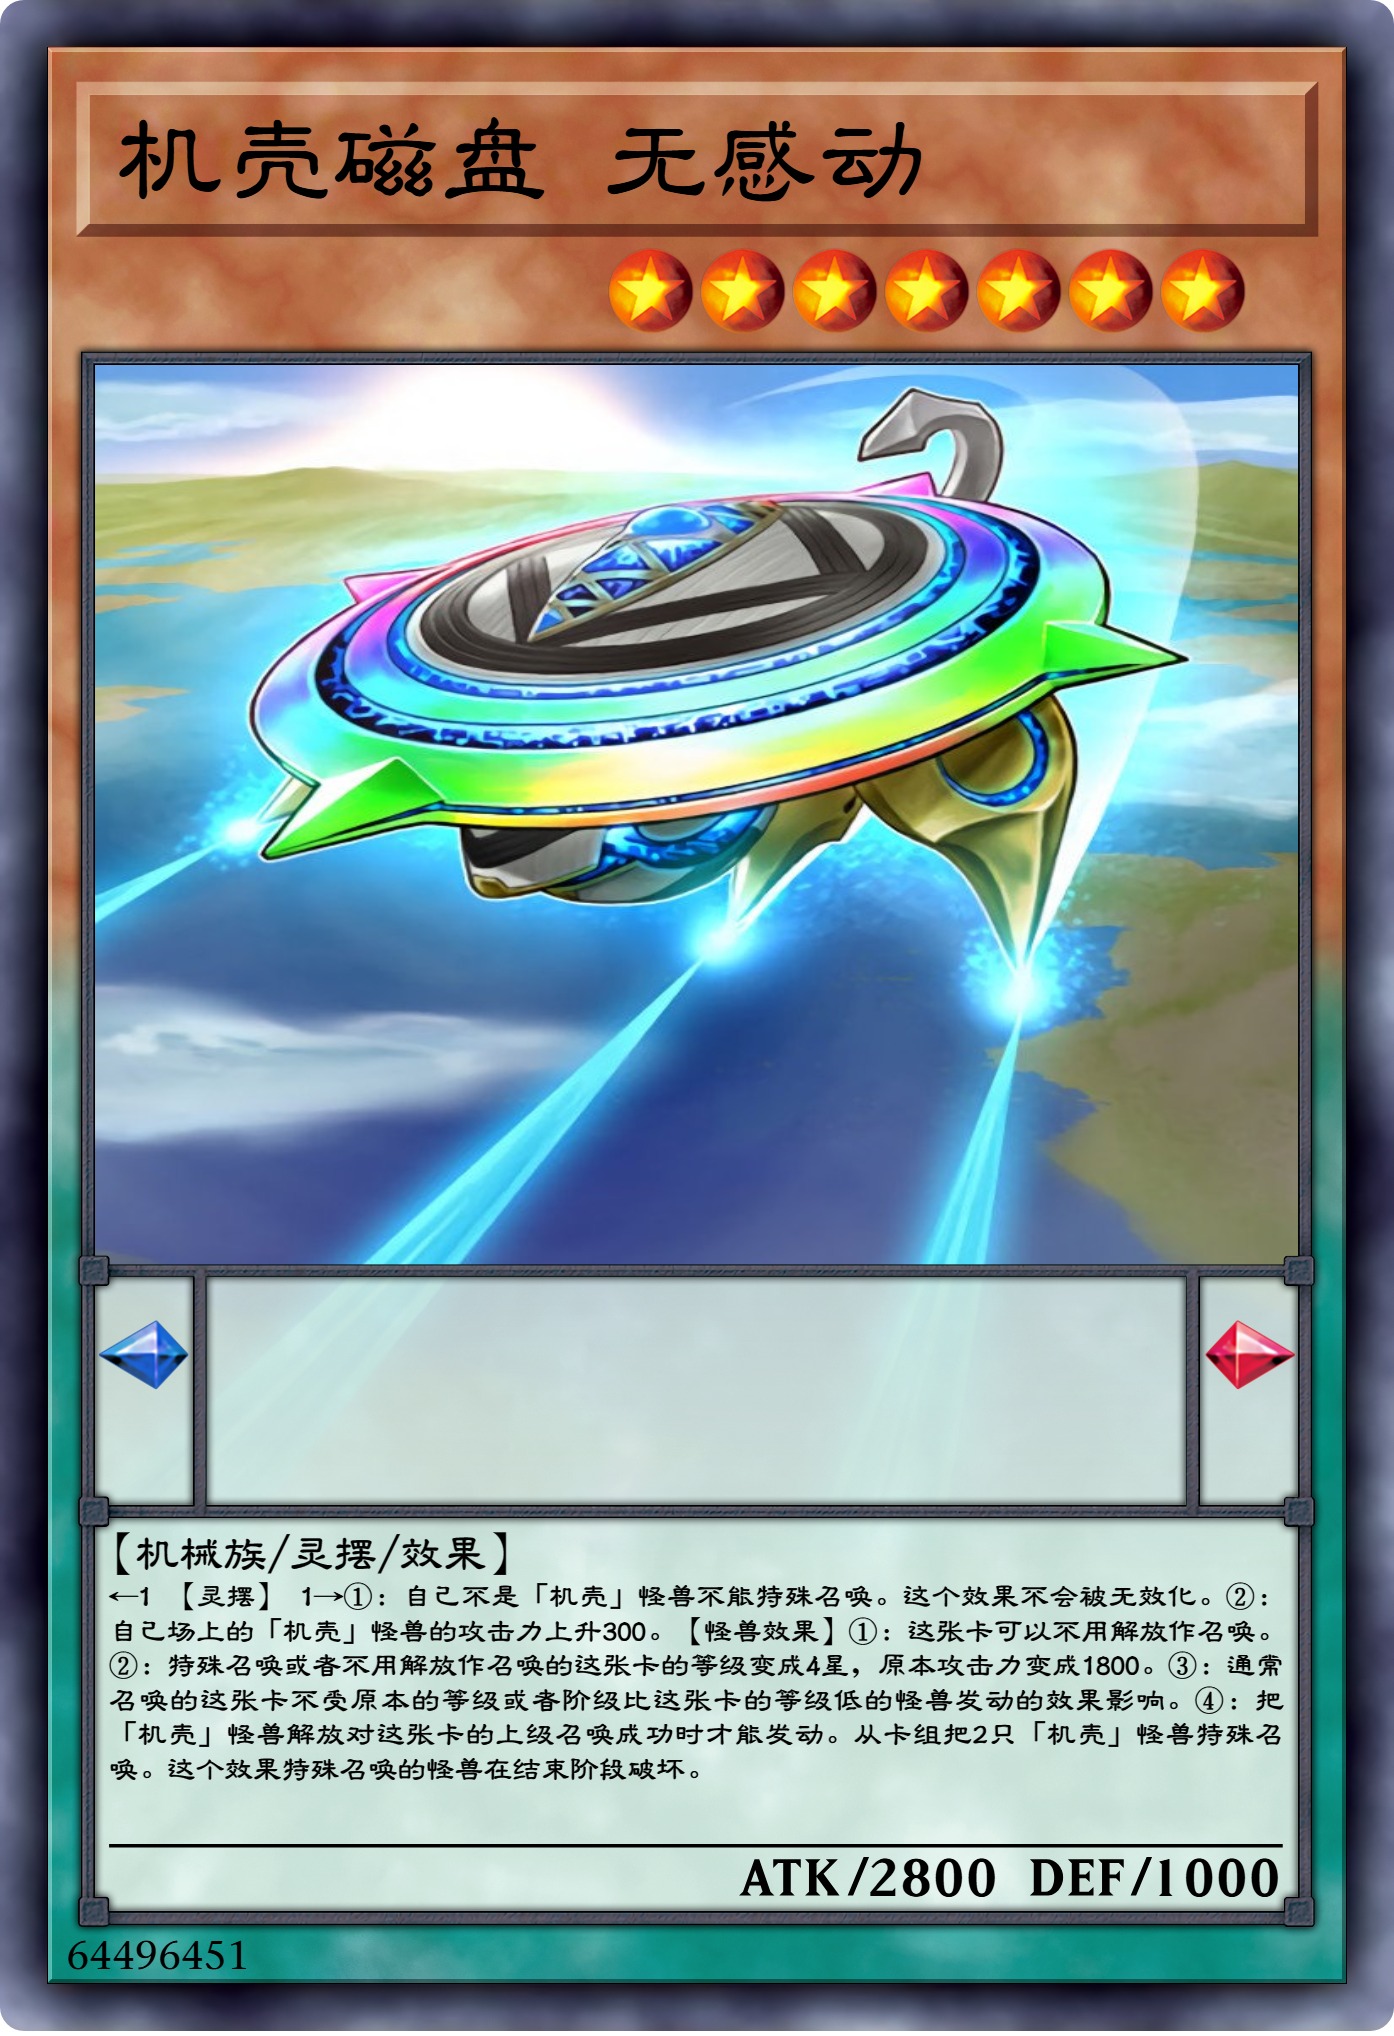 机壳磁盘 无感动
【机械族/灵摆/效果】
←1 【灵摆】 1→①：自己不是「机壳」怪兽不能特殊召唤。这个效果不会被无效化。②：
自己场上的「机壳」怪兽的攻击力上升300。【怪兽效果】①：这张卡可以不用解放作召唤。
②：特殊召唤或者不用解放作召唤的这张卡的等级变成4星，原本攻击力变成1800。③：通常
召唤的这张卡不受原本的等级或者阶级比这张卡的等级低的怪兽发动的效果影响。④：把
「机壳」怪兽解放对这张卡的上级召唤成功时才能发动。从卡组把2只「机壳」怪兽特殊召
唤。这个效果特殊召唤的怪兽在结束阶段破坏。
ATK/2800 DEF/1000
64496451